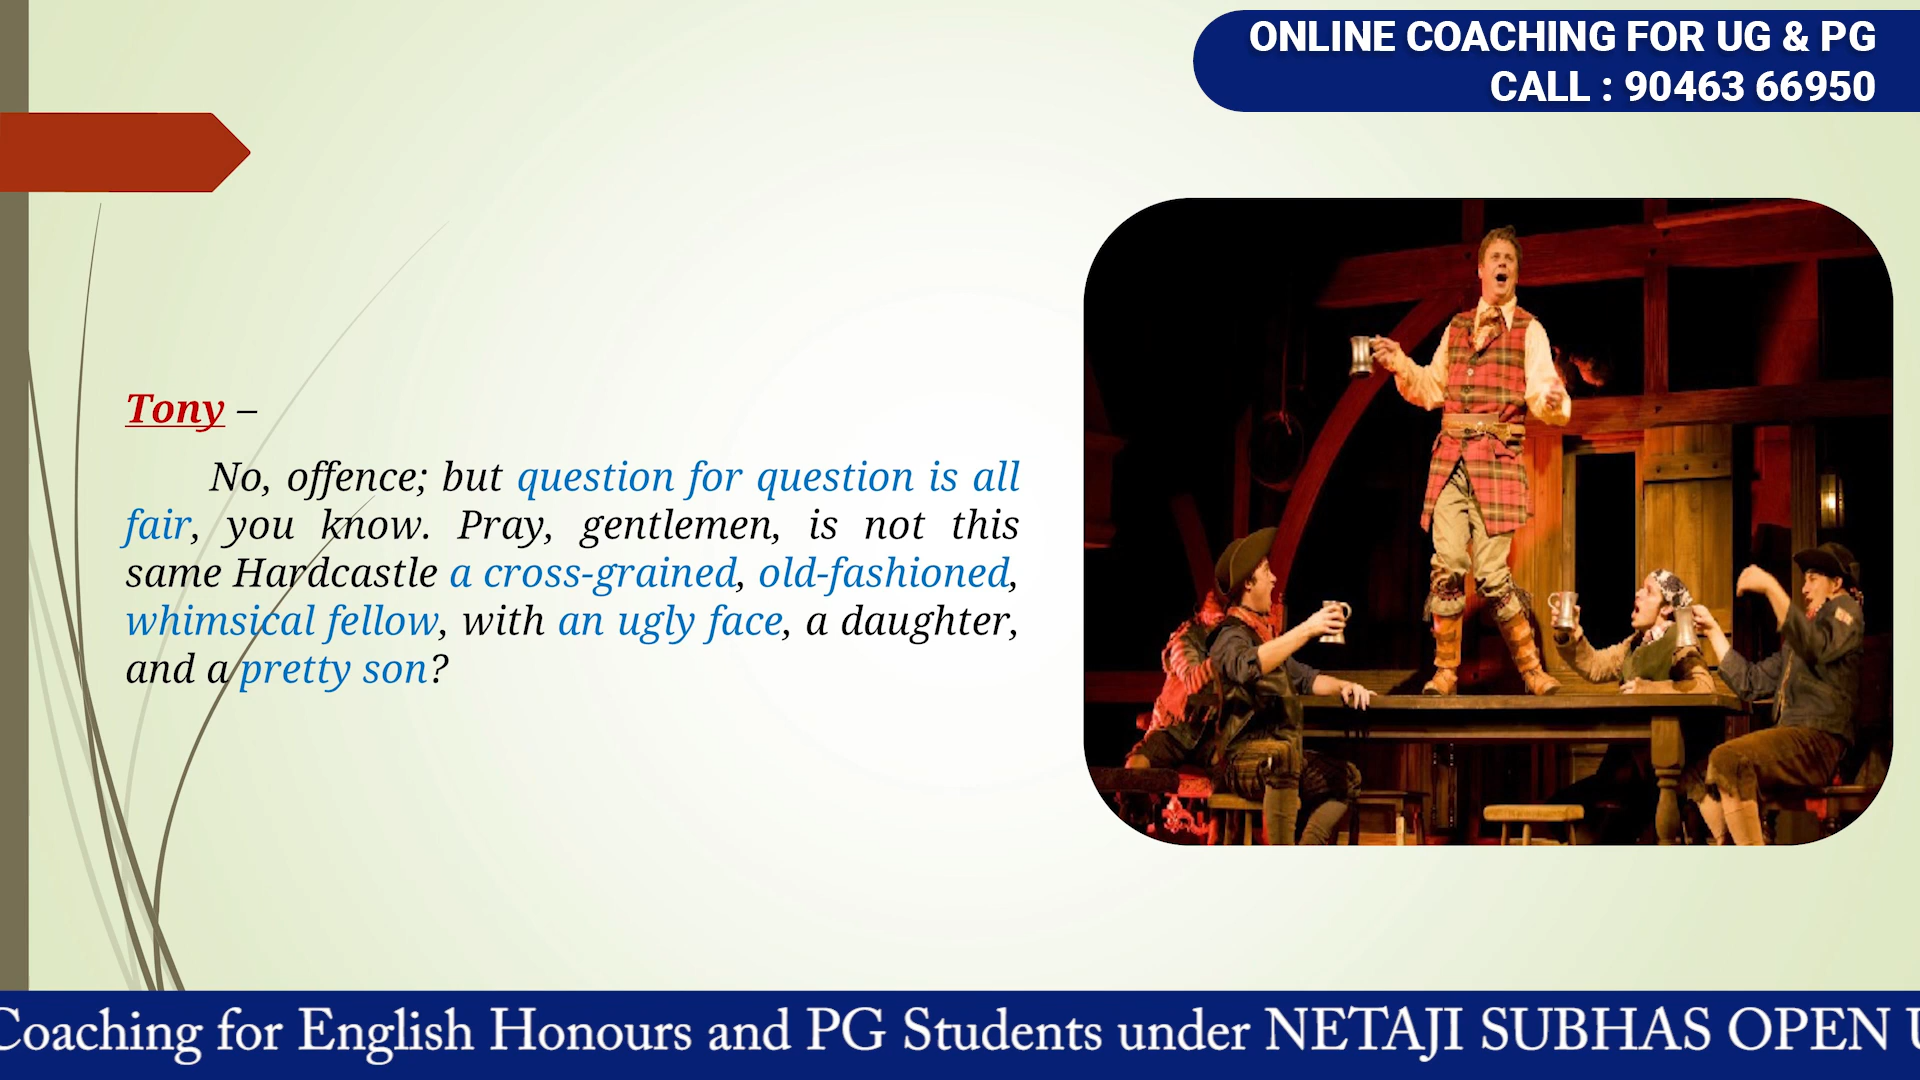 ONLINE COACHING FOR UG & PG
CALL : 90463 66950
Tony –
No, offence; but question for question is all
fair, you know. Pray, gentlemen, is not this
same Hardcastle a cross-grained, old-fashioned,
whimsical fellow, with an ugly face, a daughter,
and a pretty son?
Coaching for English Honours and PG Students under NETAJI SUBHAS OPEN